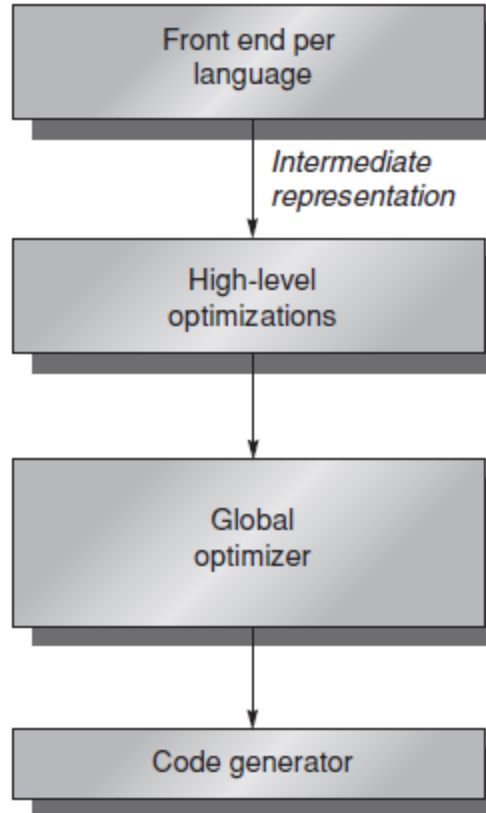 Front end per
language
Intermediate
representation
High-level
optimizations
Global
optimizer
Code generator